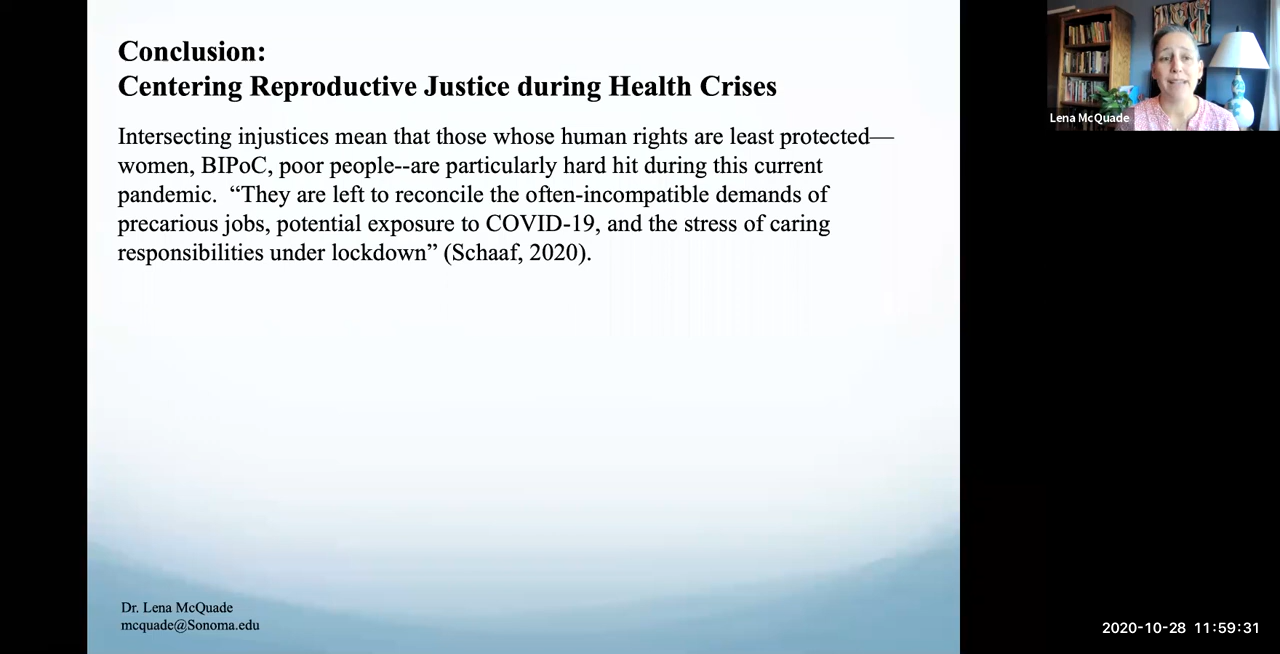 Conclusion:
Centering Reproductive Justice during Health Crises
Intersecting injustices mean that those whose human rights are least protected—
women, BIPoC, poor people--are particularly hard hit during this current
pandemic.  “They are left to reconcile the often-incompatible demands of
precarious jobs, potential exposure to COVID-19, and the stress of caring
responsibilities under lockdown” (Schaaf, 2020).
Dr. Lena McQuade
mcquade@Sonoma.edu
Lena McQuade
2020-10-28 11:59:31